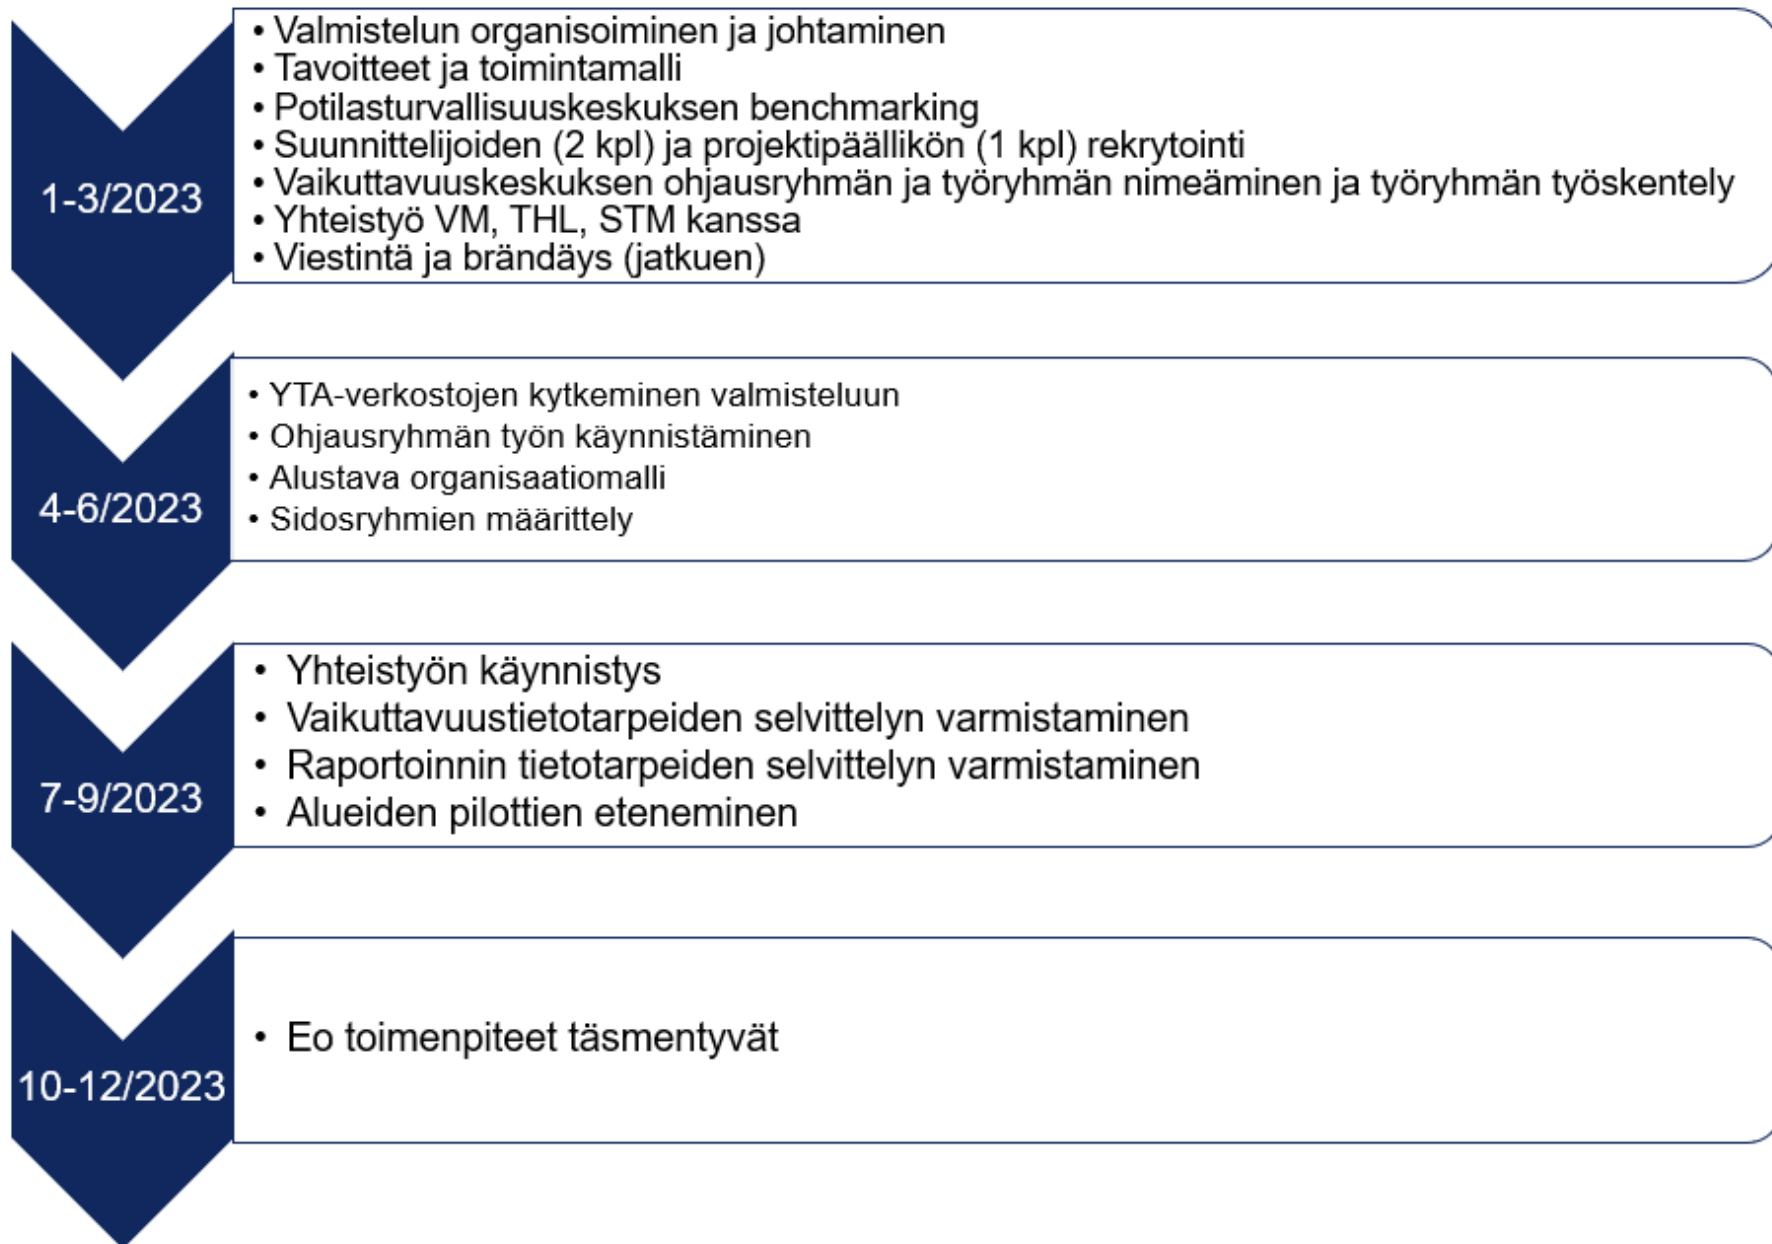 1-3/2023
• Valmistelun organisoiminen ja johtaminen
• Tavoitteet ja toimintamalli
• Potilasturvallisuuskeskuksen benchmarking
• Suunnittelijoiden (2 kpl) ja projektipäällikön (1 kpl) rekrytointi
• Vaikuttavuuskeskuksen ohjausryhmän ja työryhmän nimeäminen ja työryhmän työskentely
• Yhteistyö VM, THL, STM kanssa
• Viestintä ja brändäys (jatkuen)
4-6/2023
• YTA-verkostojen kytkeminen valmisteluun
• Ohjausryhmän työn käynnistäminen
• Alustava organisaatiomalli
• Sidosryhmien määrittely
7-9/2023
• Yhteistyön käynnistys
• Vaikuttavuustietotarpeiden selvittelyn varmistaminen
• Raportoinnin tietotarpeiden selvittelyn varmistaminen
• Alueiden pilottien eteneminen
10-12/2023
• Eo toimenpiteet täsmentyvät